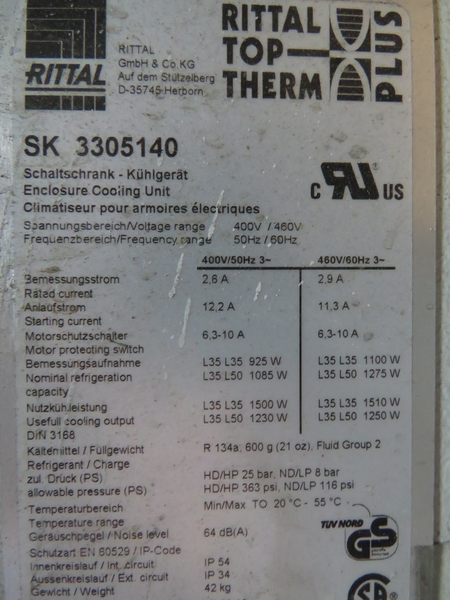 RITTAL
RITTAL
GmbH & Co.KG
Auf dem Stützelberg
D-35745 Herborn
RITTAL
TOP
THERM
PLUS
SK 3305140
Schaltschrank - Kühlgerät
Enclosure Cooling Unit
Climatiseur pour armoires électriques
C RU US
Spannungsbereich/Voltage range 400V / 460V
Frequenzbereich/Frequency range 50Hz / 60Hz
400V/50Hz 3~ 460V/60Hz 3~
Bemessungsstrom 2,6 A 2,9 A
Rated current
Anlaufstrom 12,2 A 11,3 A
Starting current
Motorschutzschalter 6,3-10 A 6,3-10 A
Motor protecting switch
Bemessungsaufnahme L35 L35 925 W L35 L35 1100 W
Nominal refrigeration L35 L50 1085 W L35 L50 1275 W
capacity
Nutzkühlleistung L35 L35 1500 W L35 L35 1510 W
Usefull cooling output L35 L50 1230 W L35 L50 1250 W
DIN 3168
Kältemittel / Füllgewicht R 134a, 600 g (21 oz), Fluid Group 2
Refrigerant / Charge
zul. Drück (PS) HD/HP 25 bar, ND/LP 8 bar
allowable pressure (PS) HD/HP 363 psi, ND/LP 116 psi
Temperaturbereich Min/Max TO 20°C - 55 °C
Temperature range
Geräuschpegel / Noise level 64 dB(A)
Schutzart EN 60529 / IP-Code
Innenkreislauf / Int. circuit IP 54
Aussenkreislauf / Ext. circuit IP 34
Gewicht / Weight 42 kg
TÜV NORD
GS
SA